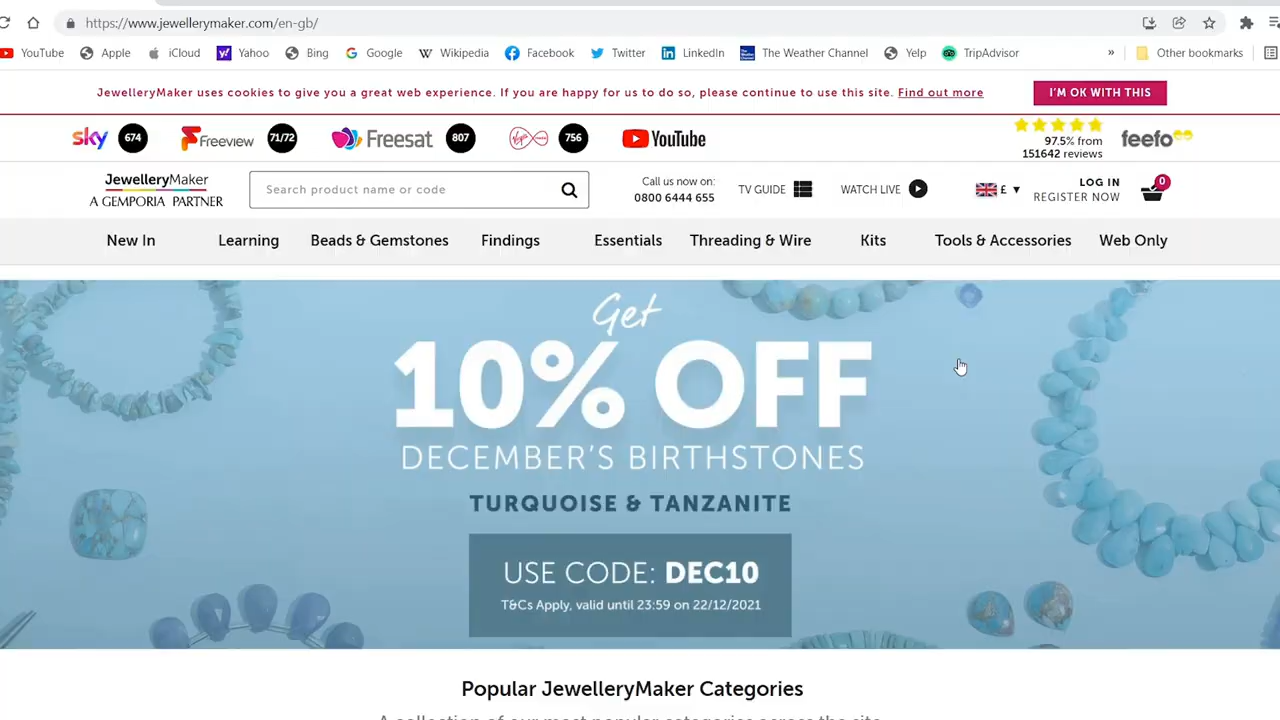 https://www.jewellerymaker.com/en-gb/
YouTube Apple iCloud Yahoo Bing Google Wikipedia Facebook Twitter LinkedIn The Weather Channel Yelp TripAdvisor » Other bookmarks
JewelleryMaker uses cookies to give you a great web experience. If you are happy for us to do so, please continue to use this site. Find out more
I'M OK WITH THIS
sky 674 Freeview 71/72 freesat 807 Virgin media 756 YouTube
97.5% from
151642 reviews
feefo
JewelleryMaker
A GEMPORIA PARTNER
Search product name or code
Call us now on:
0800 6444 655
TV GUIDE
WATCH LIVE
£
LOG IN
REGISTER NOW
0
New In Learning Beads & Gemstones Findings Essentials Threading & Wire Kits Tools & Accessories Web Only
Get
10% OFF
DECEMBER'S BIRTHSTONES
TURQUOISE & TANZANITE
USE CODE: DEC10
T&Cs Apply, valid until 23:59 on 22/12/2021
Popular JewelleryMaker Categories
A collection of our most popular categories across the site